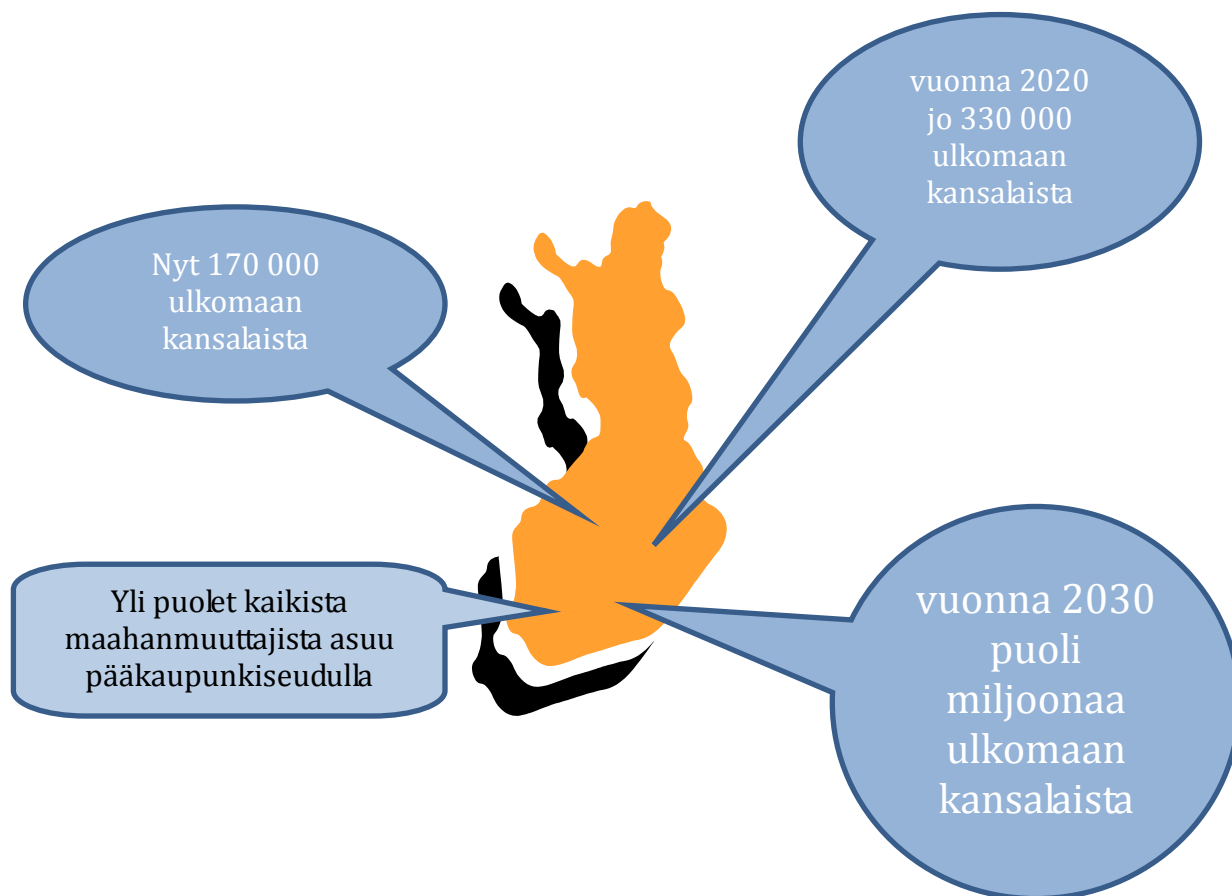 Nyt 170 000
ulkomaan
kansalaista
vuonna 2020
jo 330 000
ulkomaan
kansalaista
Yli puolet kaikista
maahanmuuttajista asuu
pääkaupunkiseudulla
vuonna 2030
puoli
miljoonaa
ulkomaan
kansalaista